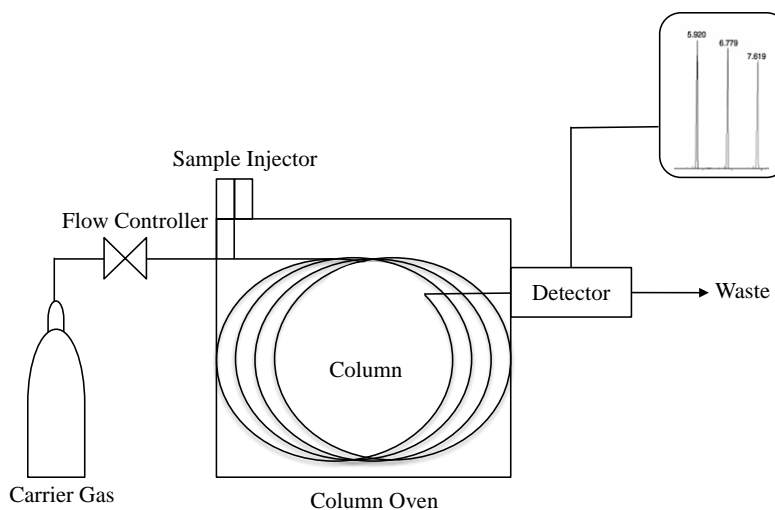 5.920
6.779
7.619
Sample Injector
Flow Controller
Detector
Waste
Column
Carrier Gas
Column Oven